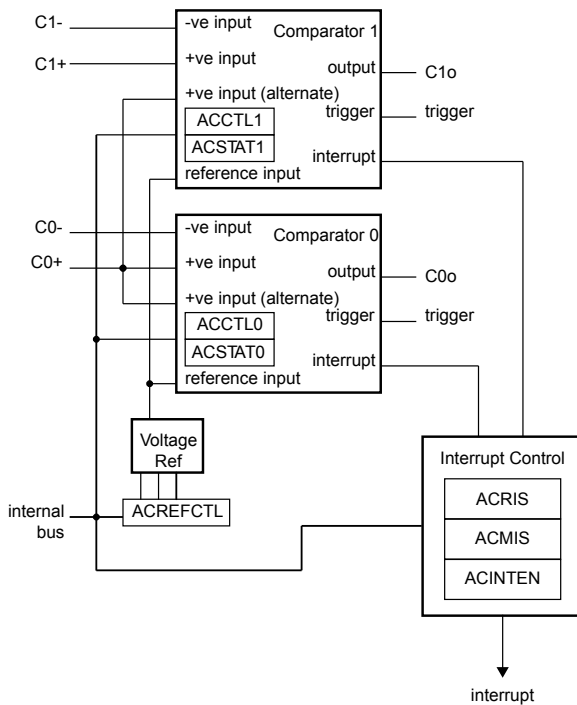 C1-
-ve input
Comparator 1
C1+
+ve input
output
C1o
+ve input (alternate)
trigger
trigger
ACCTL1
ACSTAT1
interrupt
reference input
C0-
-ve input
Comparator 0
C0+
+ve input
output
C0o
+ve input (alternate)
trigger
trigger
ACCTL0
ACSTAT0
interrupt
reference input
Voltage
Ref
internal
bus
ACREFCTL
Interrupt Control
ACRIS
ACMIS
ACINTEN
interrupt